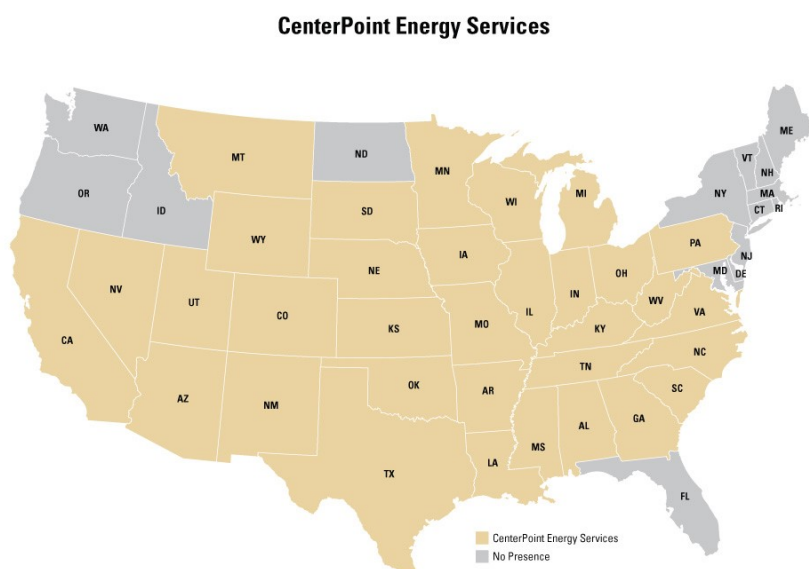 CenterPoint Energy Services
WA
MT
ND
MN
ME
VT
NH
OR
ID
SD
WI
MI
NY
MA
CT
RI
WY
IA
PA
NJ
NV
UT
NE
IL
IN
OH
MD
DE
CA
CO
KS
MO
KY
WV
VA
AZ
NM
OK
AR
TN
NC
SC
TX
LA
MS
AL
GA
FL
CenterPoint Energy Services
No Presence